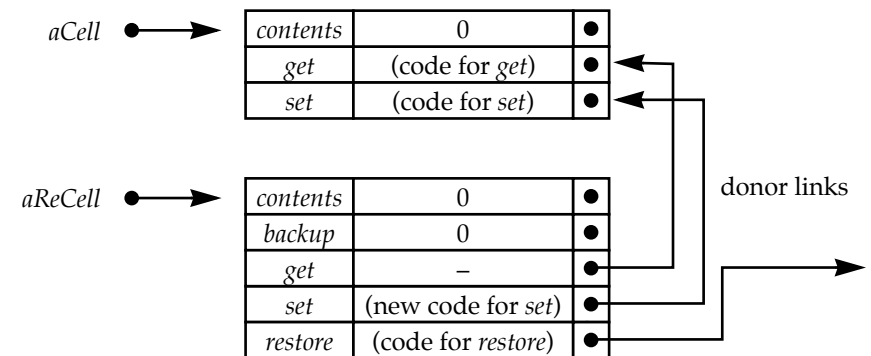 aCell
contents 0
get (code for get)
set (code for set)
aReCell
contents 0
backup 0
get –
set (new code for set)
restore (code for restore)
donor links